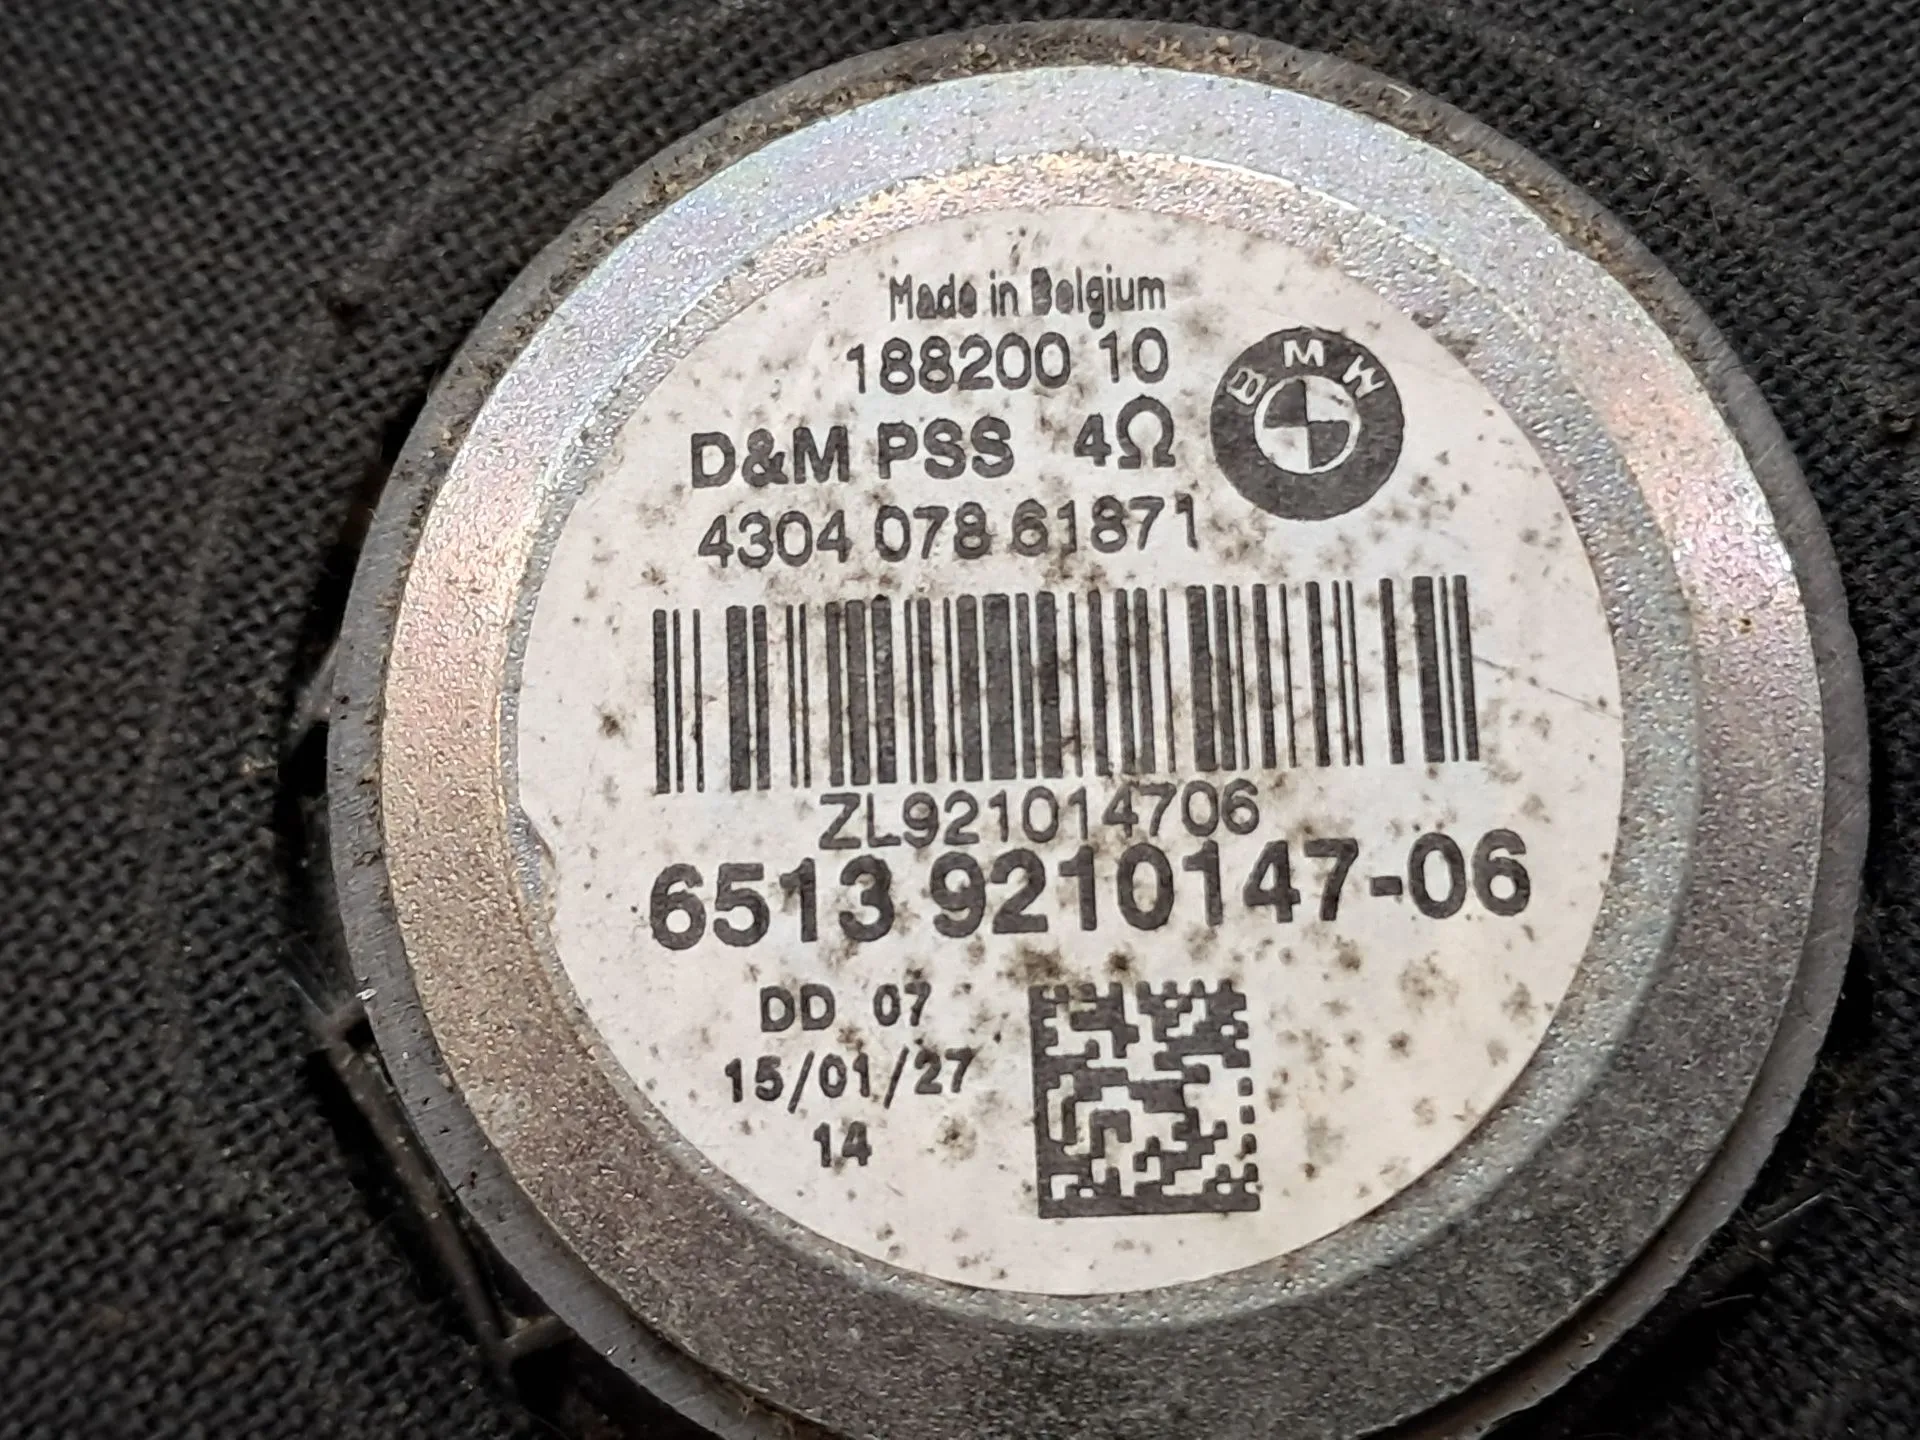 Made in Belgium
188200 10
BMW
D&M PSS 4Ω
4304 078 61871
ZL921014706
6513 9210147-06
DD 07
15/01/27
14